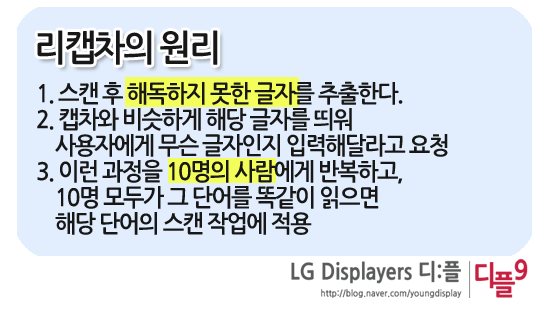 리캡차의 원리
1. 스캔 후 해독하지 못한 글자를 추출한다.
2. 캡차와 비슷하게 해당 글자를 띄워
사용자에게 무슨 글자인지 입력해달라고 요청
3. 이런 과정을 10명의 사람에게 반복하고,
10명 모두가 그 단어를 똑같이 읽으면
해당 단어의 스캔 작업에 적용
LG Displayers 디:플
http://blog.naver.com/youngdisplay
디플9